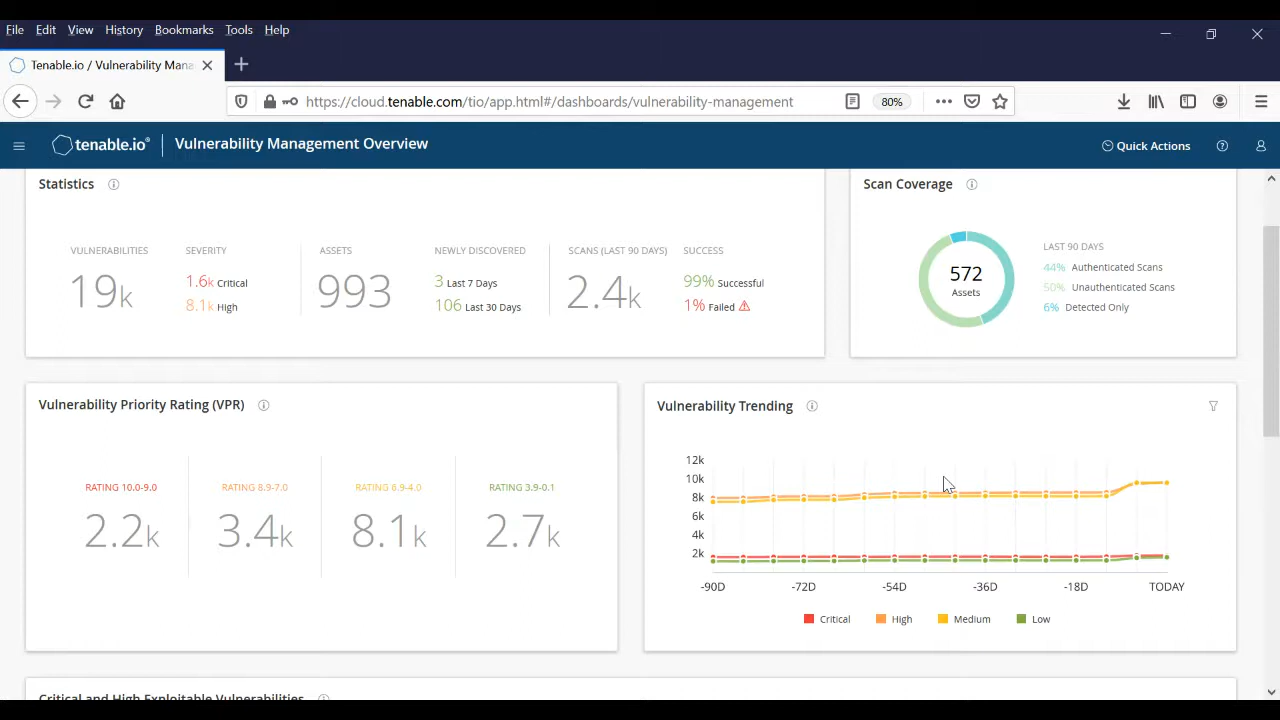 File Edit View History Bookmarks Tools Help
Tenable.io / Vulnerability Mana
https://cloud.tenable.com/tio/app.html#/dashboards/vulnerability-management 80%
tenable.io Vulnerability Management Overview Quick Actions
Statistics
VULNERABILITIES SEVERITY ASSETS NEWLY DISCOVERED SCANS (LAST 90 DAYS) SUCCESS
19k 993 2.4k
1.6k Critical 3 Last 7 Days 99% Successful
8.1k High 106 Last 30 Days 1% Failed
Scan Coverage
572
Assets
LAST 90 DAYS
44% Authenticated Scans
50% Unauthenticated Scans
6% Detected Only
Vulnerability Priority Rating (VPR)
RATING 10.0-9.0 RATING 8.9-7.0 RATING 6.9-4.0 RATING 3.9-0.1
2.2k 3.4k 8.1k 2.7k
Vulnerability Trending
12k
10k
8k
6k
4k
2k
-90D -72D -54D -36D -18D TODAY
Critical High Medium Low
Critical and High Exploitable Vulnerabilities